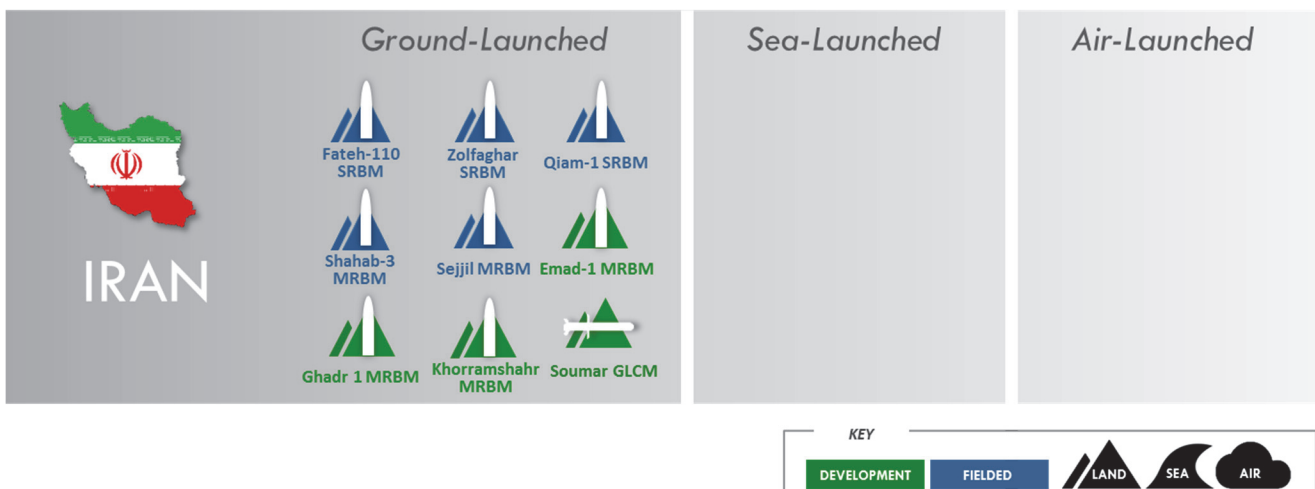 Ground-Launched
Sea-Launched
Air-Launched
IRAN
Fateh-110
SRBM
Zolfaghar
SRBM
Qiam-1 SRBM
Shahab-3
MRBM
Sejjil MRBM
Emad-1 MRBM
Ghadr 1 MRBM
Khorramshahr
MRBM
Soumar GLCM
KEY
DEVELOPMENT
FIELDED
LAND
SEA
AIR